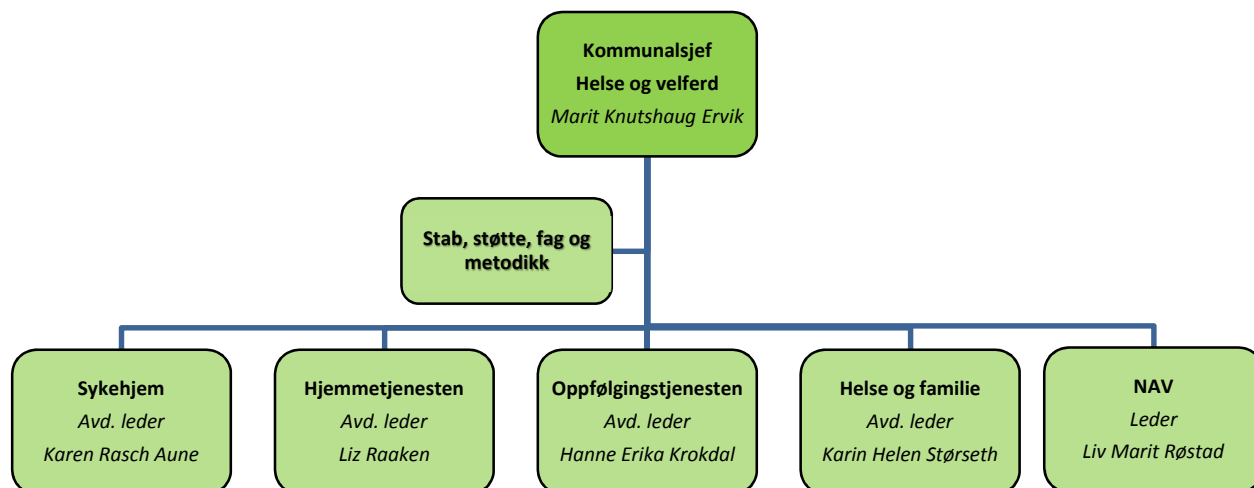 Kommunalsjef
Helse og velferd
Marit Knutshaug Ervik
Stab, støtte, fag og
metodikk
Sykehjem
Avd. leder
Karen Rasch Aune
Hjemmetjenesten
Avd. leder
Liz Raaken
Oppfølgingstjenesten
Avd. leder
Hanne Erika Krokdal
Helse og familie
Avd. leder
Karin Helen Størseth
NAV
Leder
Liv Marit Røstad